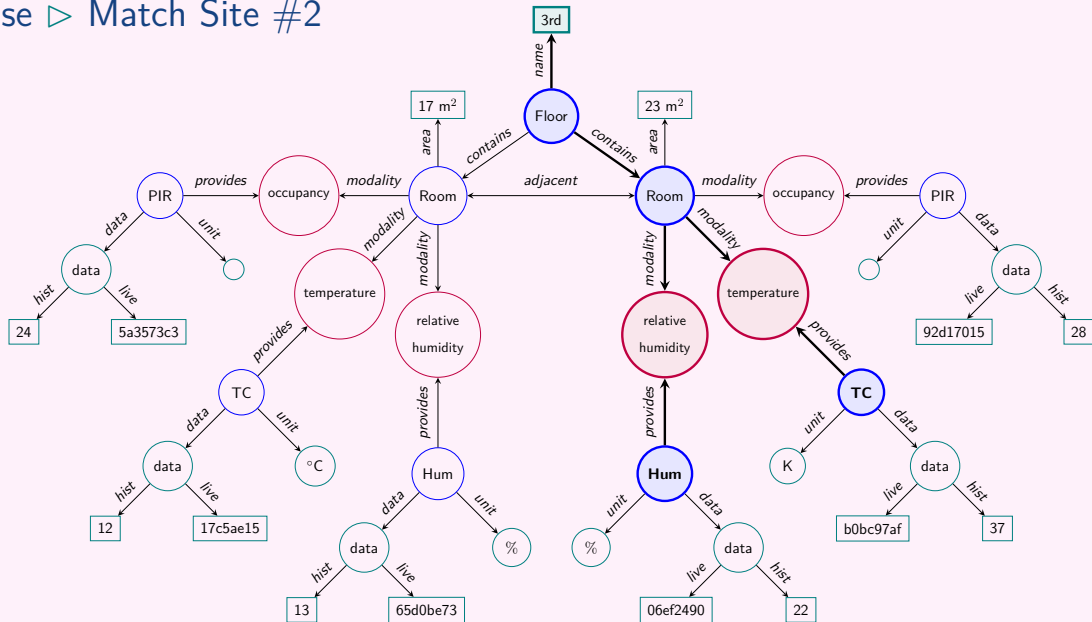 se ▷ Match Site #2
3rd
name
17 m²
23 m²
Floor
area
contains
contains
area
PIR
provides
occupancy
modality
Room
adjacent
Room
modality
occupancy
provides
PIR
data
unit
modality
modality
modality
modality
unit
data
data
temperature
temperature
data
hist
live
relative
humidity
relative
humidity
live
hist
24
5a3573c3
92d17015
28
provides
provides
TC
provides
provides
TC
data
unit
unit
data
data
°C
Hum
Hum
K
data
hist
live
data
unit
unit
data
live
hist
12
17c5ae15
b0bc97af
37
data
%
%
data
hist
live
live
hist
13
65d0be73
06ef2490
22